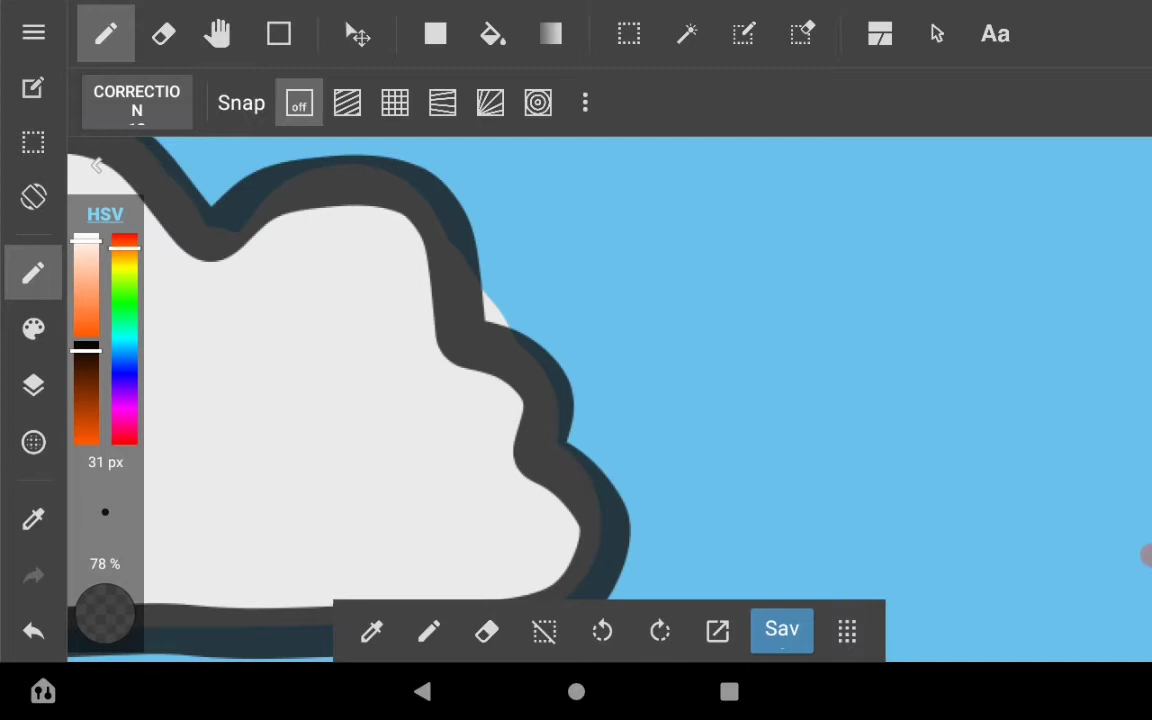 Aa
CORRECTIO
N
Snap
off
HSV
31 px
78 %
Sav